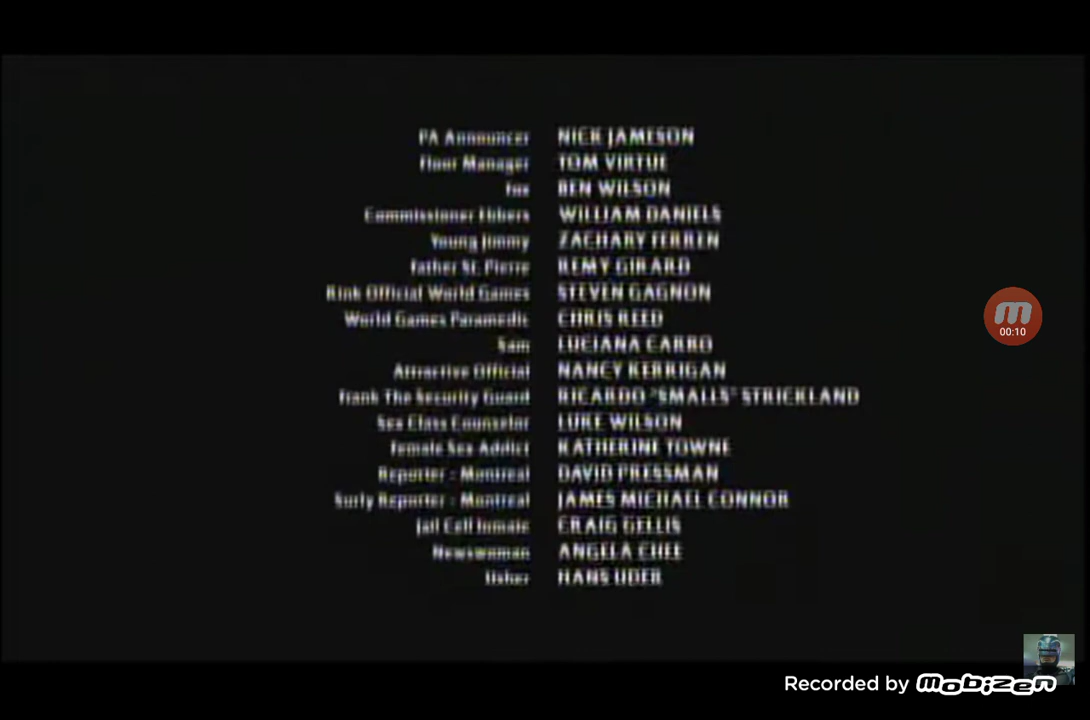 PA Announcer NICK JAMESON
Floor Manager TOM VIRTUE
Fox BEN WILSON
Commissioner Ebbers WILLIAM DANIELS
Young Jimmy ZACHARY FERREN
Father St. Pierre REMY GIRARD
Rink Official World Games STEVEN GAGNON
World Games Paramedic CHRIS REED
Sam LUCIANA CARRO
Attractive Official NANCY KERRIGAN
Frank The Security Guard RICARDO "SMALLS" STRICKLAND
Sex Class Counselor LUKE WILSON
Female Sex Addict KATHERINE TOWNE
Reporter - Montreal DAVID PRESSMAN
Surly Reporter - Montreal JAMES MICHAEL CONNOR
Jail Cell Inmate CRAIG GELLIS
Newswoman ANGELA CHEE
Usher HANS UDER
00:10
Recorded by mobizen